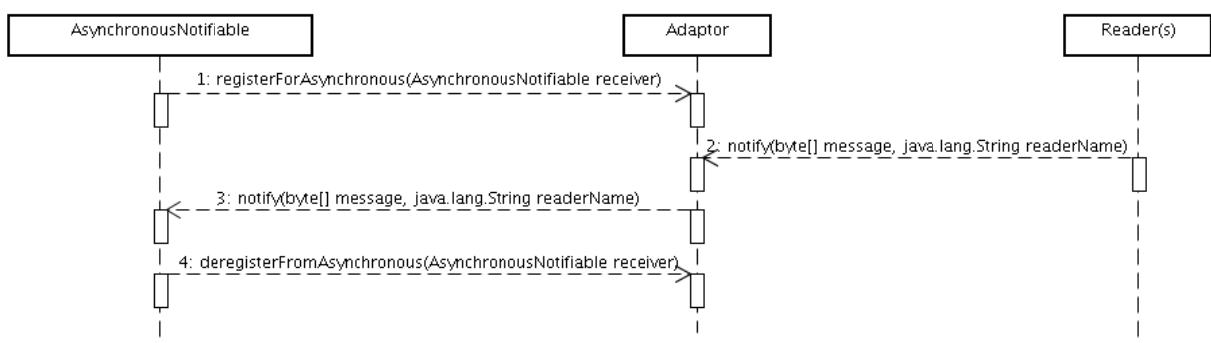 AsynchronousNotifiable
Adaptor
Reader(s)
1: registerForAsynchronous(AsynchronousNotifiable receiver)
2: notify(byte[] message, java.lang.String readerName)
3: notify(byte[] message, java.lang.String readerName)
4: deregisterFromAsynchronous(AsynchronousNotifiable receiver)